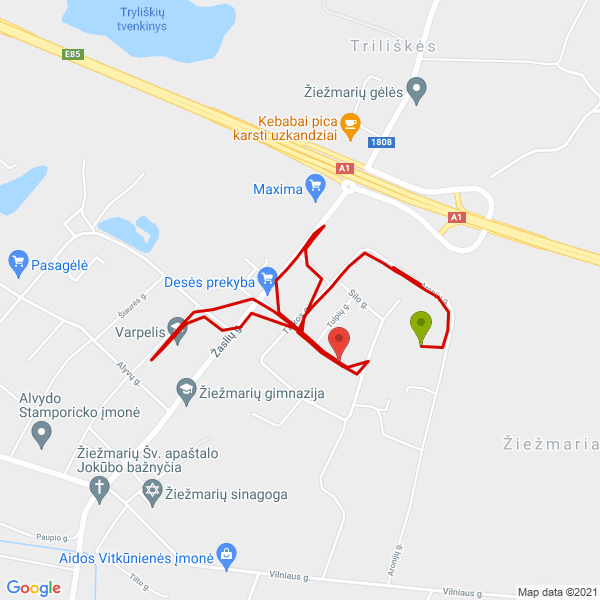 Tryliškių
tvenkinys
Triliškės
E85
Žiežmarių gėlės
Kebabai pica
karsti uzkandziai
1808
A1
Maxima
A1
Pasagėlė
Desės prekyba
Šilo g.
Šiaurės g.
Tulpių g.
Varpelis
Žaslių g.
Alyvų g.
Alvydo
Stamporicko įmonė
Žiežmarių gimnazija
Žiežmaria
Žiežmarių Šv. apaštalo
Jokūbo bažnyčia
Žiežmarių sinagoga
Paupio g.
Aidos Vitkūnienės įmonė
Aronijų g.
Tilto g.
Vilniaus g.
Vilniaus g.
Google
Map data ©2021